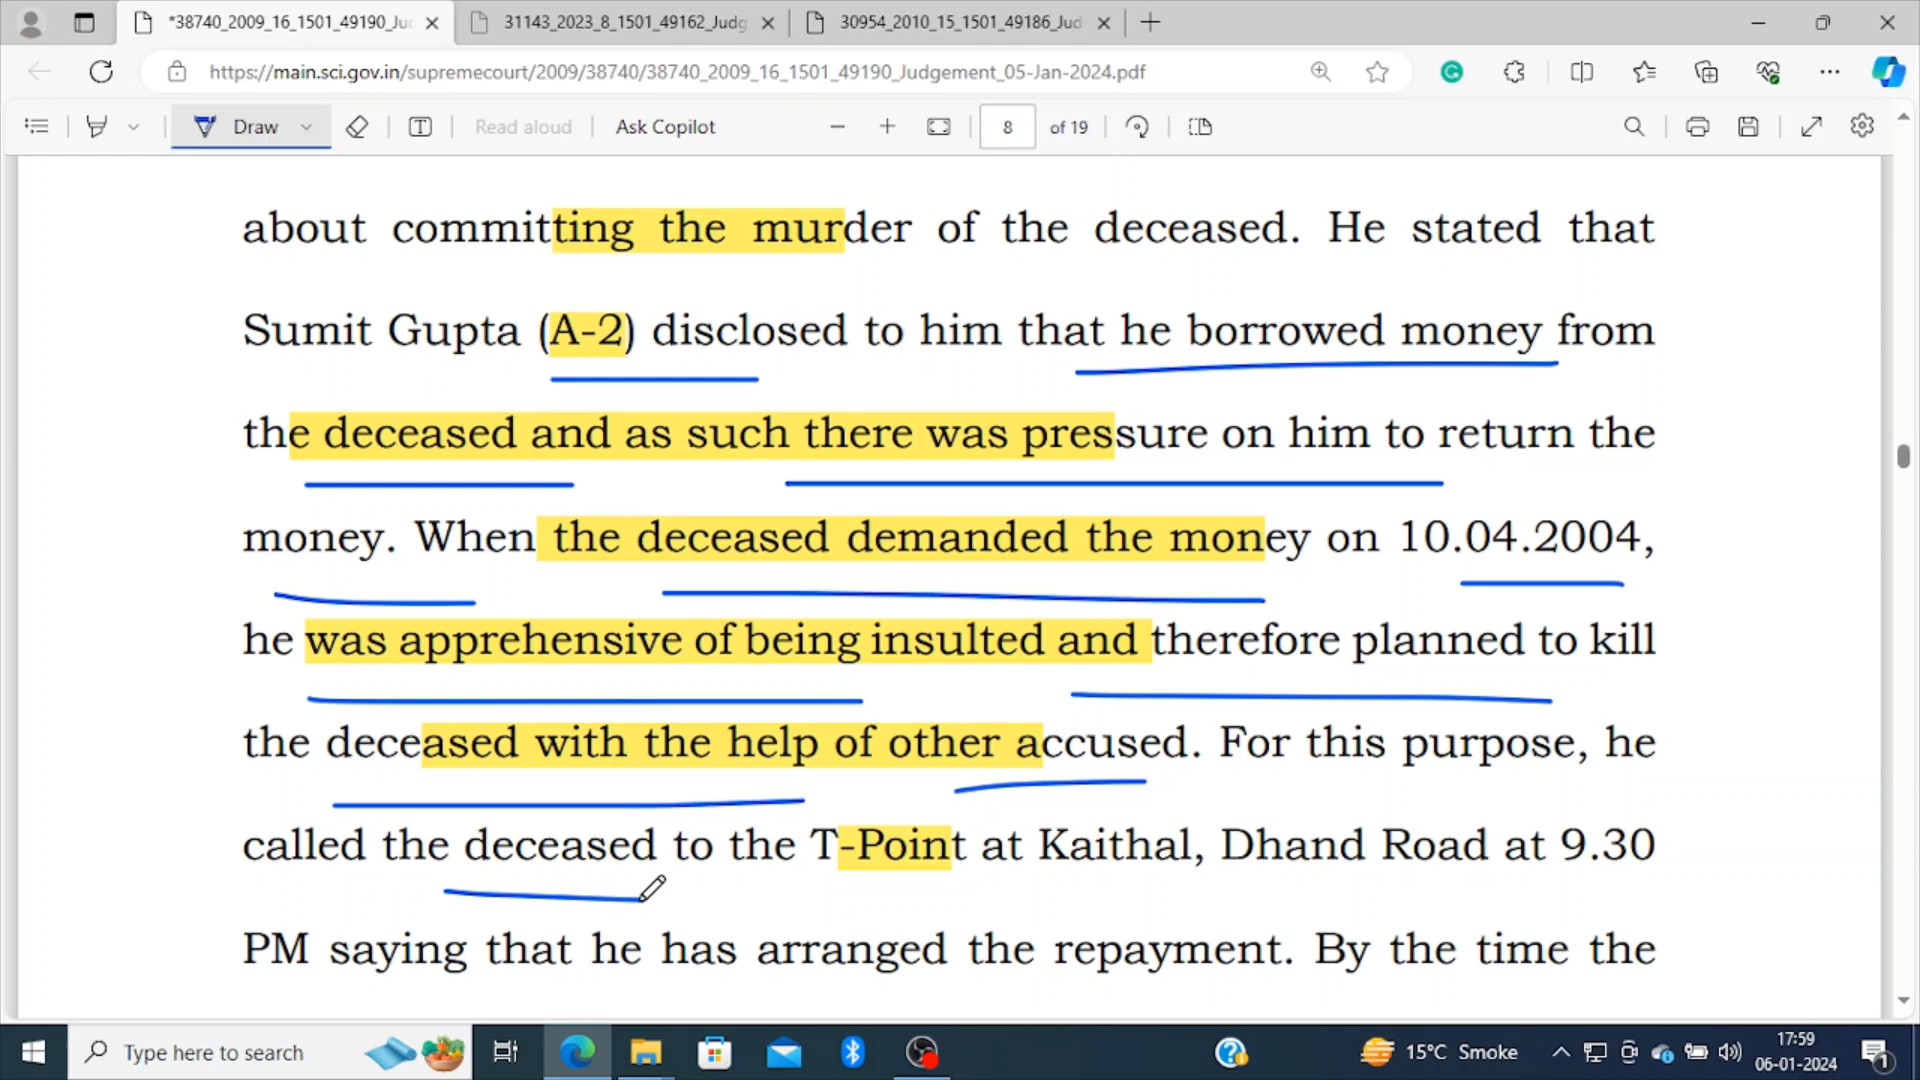 *38740_2009_16_1501_49190_Ju
31143_2023_8_1501_49162_Judg
30954_2010_15_1501_49186_Jud
https://main.sci.gov.in/supremecourt/2009/38740/38740_2009_16_1501_49190_Judgement_05-Jan-2024.pdf
Draw
Read aloud
Ask Copilot
8
of 19
about committing the murder of the deceased. He stated that
Sumit Gupta (A-2) disclosed to him that he borrowed money from
the deceased and as such there was pressure on him to return the
money. When the deceased demanded the money on 10.04.2004,
he was apprehensive of being insulted and therefore planned to kill
the deceased with the help of other accused. For this purpose, he
called the deceased to the T-Point at Kaithal, Dhand Road at 9.30
PM saying that he has arranged the repayment. By the time the
Type here to search
15°C Smoke
17:59
06-01-2024
1